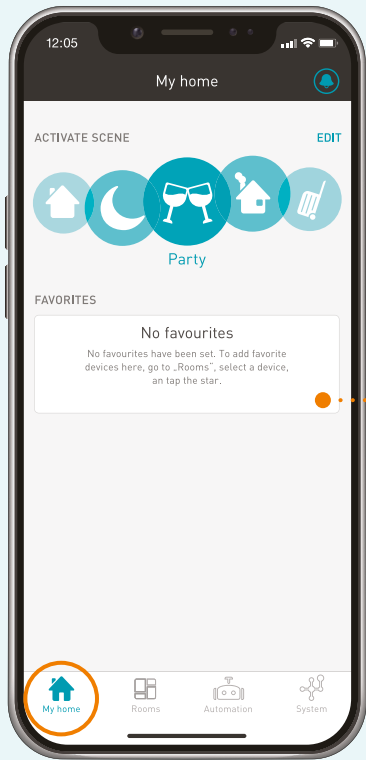 12:05
My home
ACTIVATE SCENE EDIT
Party
FAVORITES
No favourites
No favourites have been set. To add favorite
devices here, go to „Rooms", select a device,
an tap the star.
My home Rooms Automation System